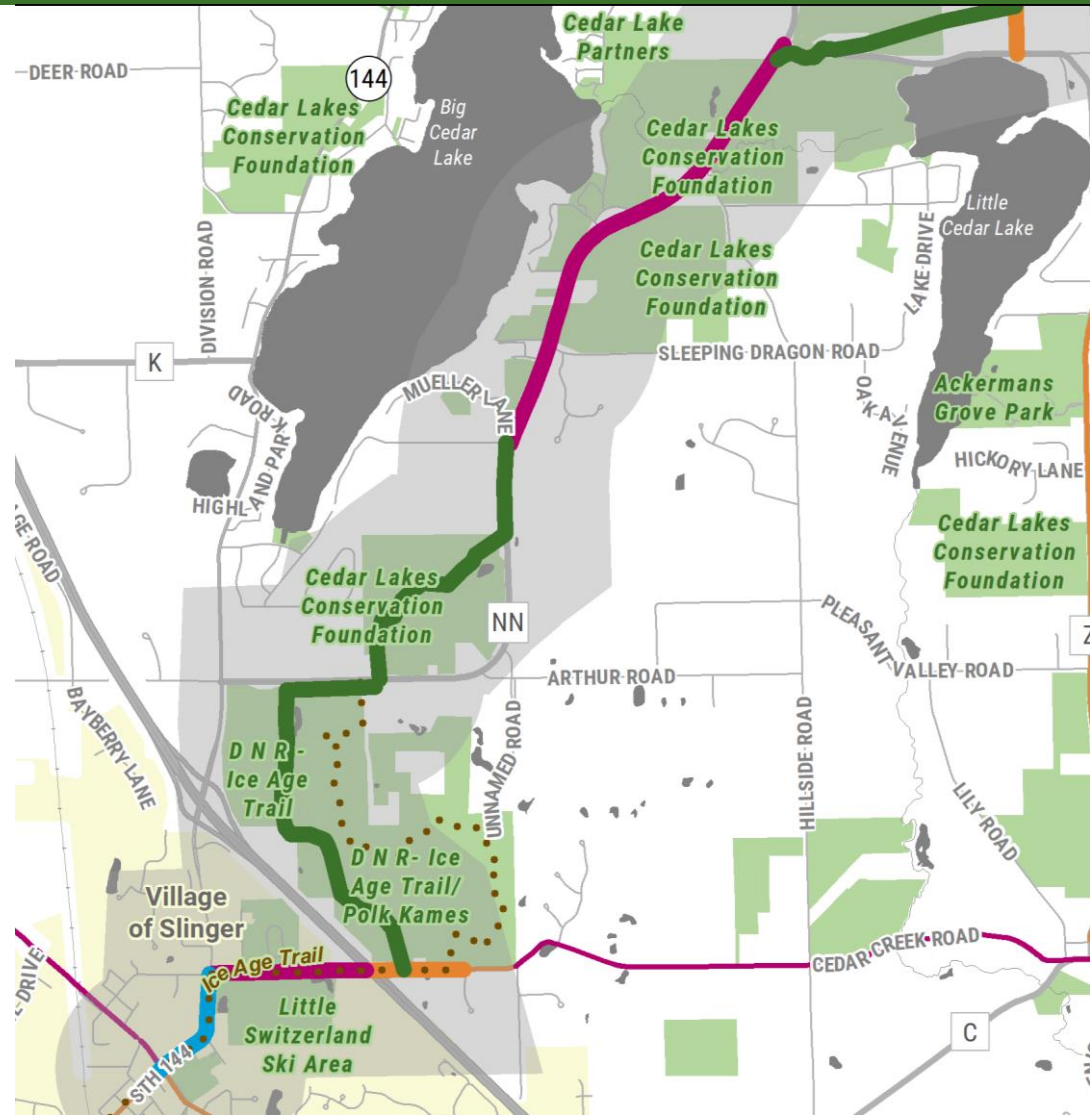 Cedar Lake
Partners
DEER ROAD
144
Cedar Lakes
Conservation
Foundation
Big
Cedar
Lake
Cedar Lakes
Conservation
Foundation
Little
Cedar Lake
LAKE DRIVE
DIVISION ROAD
Cedar Lakes
Conservation
Foundation
K
SLEEPING DRAGON ROAD
MUELLER LANE
OAK AVENUE
Ackermans
Grove Park
HIGHLAND PARK ROAD
HICKORY LANE
Cedar Lakes
Conservation
Foundation
Cedar Lakes
Conservation
Foundation
NN
PLEASANT VALLEY ROAD
Z
ARTHUR ROAD
BAYBERRY LANE
UNNAMED ROAD
HILLSIDE ROAD
LILY ROAD
D N R -
Ice Age
Trail
D N R - Ice
Age Trail/
Polk Kames
Village
of Slinger
Ice Age Trail
CEDAR CREEK ROAD
Little
Switzerland
Ski Area
STH 144
C